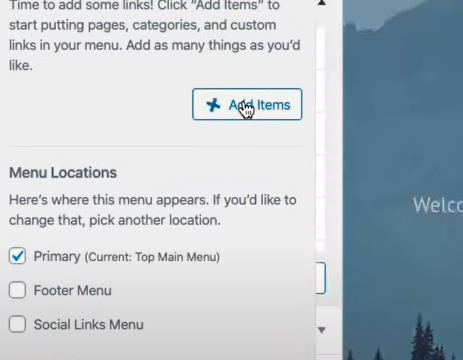 Time to add some links! Click “Add Items” to
start putting pages, categories, and custom
links in your menu. Add as many things as you’d
like.
Add Items
Menu Locations
Here’s where this menu appears. If you’d like to
change that, pick another location.
Primary (Current: Top Main Menu)
Footer Menu
Social Links Menu